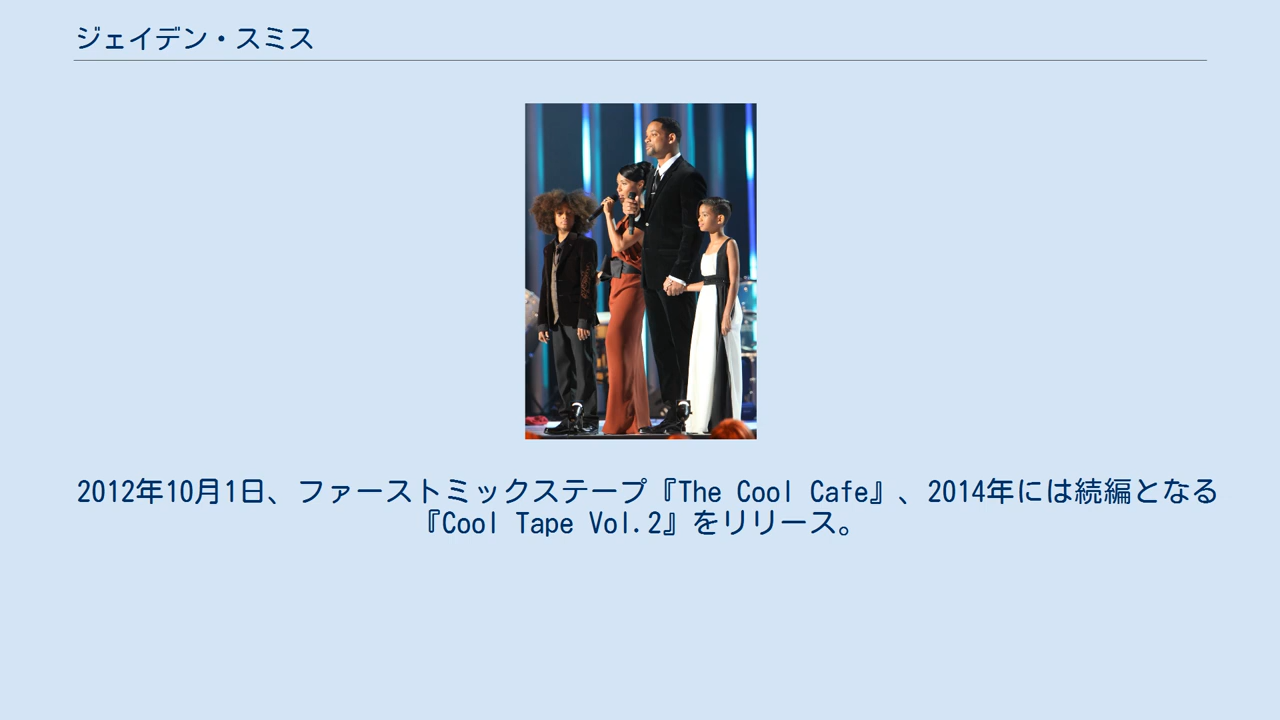 ジェイデン・スミス
2012年10月1日、ファーストミックステープ『The Cool Cafe』、2014年には続編となる
『Cool Tape Vol.2』をリリース。